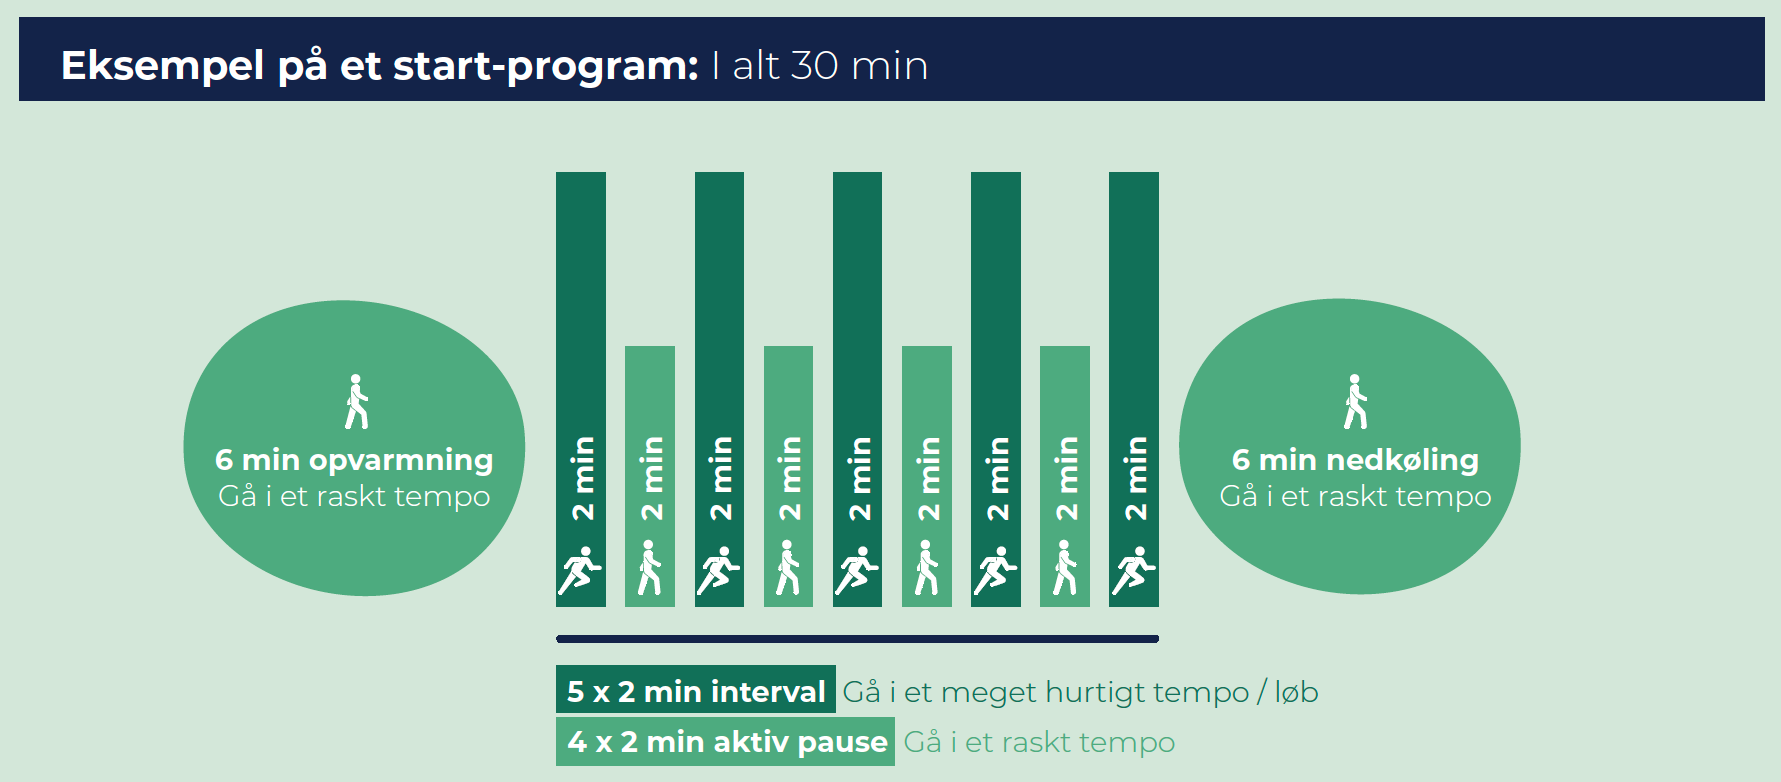 Eksempel på et start-program: I alt 30 min
6 min opvarmning
Gå i et raskt tempo
2 min
2 min
2 min
2 min
2 min
2 min
2 min
2 min
2 min
6 min nedkøling
Gå i et raskt tempo
5 x 2 min interval Gå i et meget hurtigt tempo / løb
4 x 2 min aktiv pause Gå i et raskt tempo